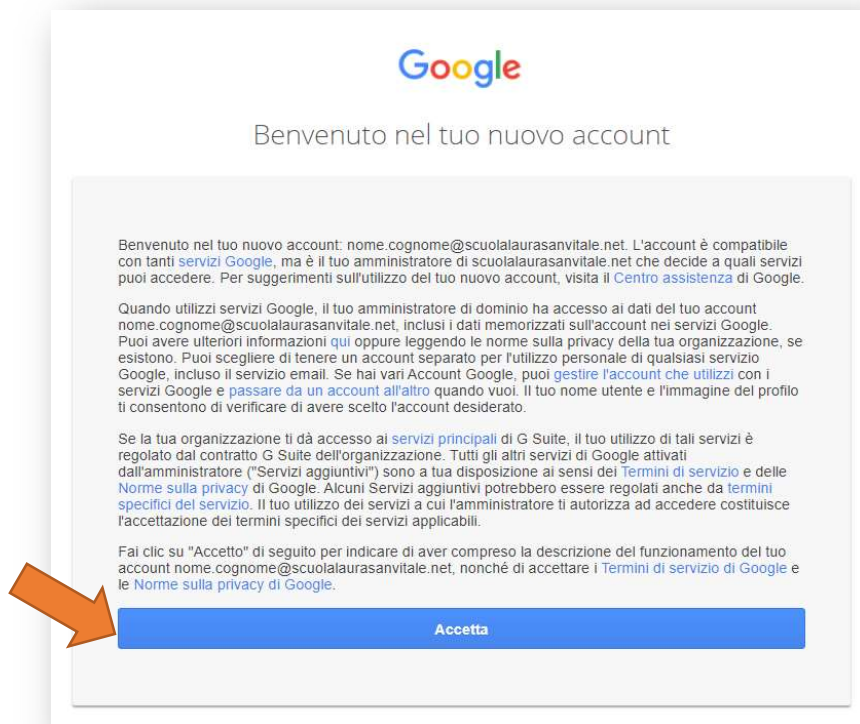 Google
Benvenuto nel tuo nuovo account
Benvenuto nel tuo nuovo account: nome.cognome@scuolalaurasanvitale.net. L'account è compatibile
con tanti servizi Google, ma è il tuo amministratore di scuolalaurasanvitale.net che decide a quali servizi
puoi accedere. Per suggerimenti sull'utilizzo del tuo nuovo account, visita il Centro assistenza di Google.
Quando utilizzi servizi Google, il tuo amministratore di dominio ha accesso ai dati del tuo account
nome.cognome@scuolalaurasanvitale.net, inclusi i dati memorizzati sull'account nei servizi Google.
Puoi avere ulteriori informazioni qui oppure leggendo le norme sulla privacy della tua organizzazione, se
esistono. Puoi scegliere di tenere un account separato per l'utilizzo personale di qualsiasi servizio
Google, incluso il servizio email. Se hai vari Account Google, puoi gestire l'account che utilizzi con i
servizi Google e passare da un account all'altro quando vuoi. Il tuo nome utente e l'immagine del profilo
ti consentono di verificare di avere scelto l'account desiderato.
Se la tua organizzazione ti dà accesso ai servizi principali di G Suite, il tuo utilizzo di tali servizi è
regolato dal contratto G Suite dell'organizzazione. Tutti gli altri servizi di Google attivati
dall'amministratore ("Servizi aggiuntivi") sono a tua disposizione ai sensi dei Termini di servizio e delle
Norme sulla privacy di Google. Alcuni Servizi aggiuntivi potrebbero essere regolati anche da termini
specifici del servizio. Il tuo utilizzo dei servizi a cui l'amministratore ti autorizza ad accedere costituisce
l'accettazione dei termini specifici dei servizi applicabili.
Fai clic su "Accetto" di seguito per indicare di aver compreso la descrizione del funzionamento del tuo
account nome.cognome@scuolalaurasanvitale.net, nonché di accettare i Termini di servizio di Google e
le Norme sulla privacy di Google.
Accetta